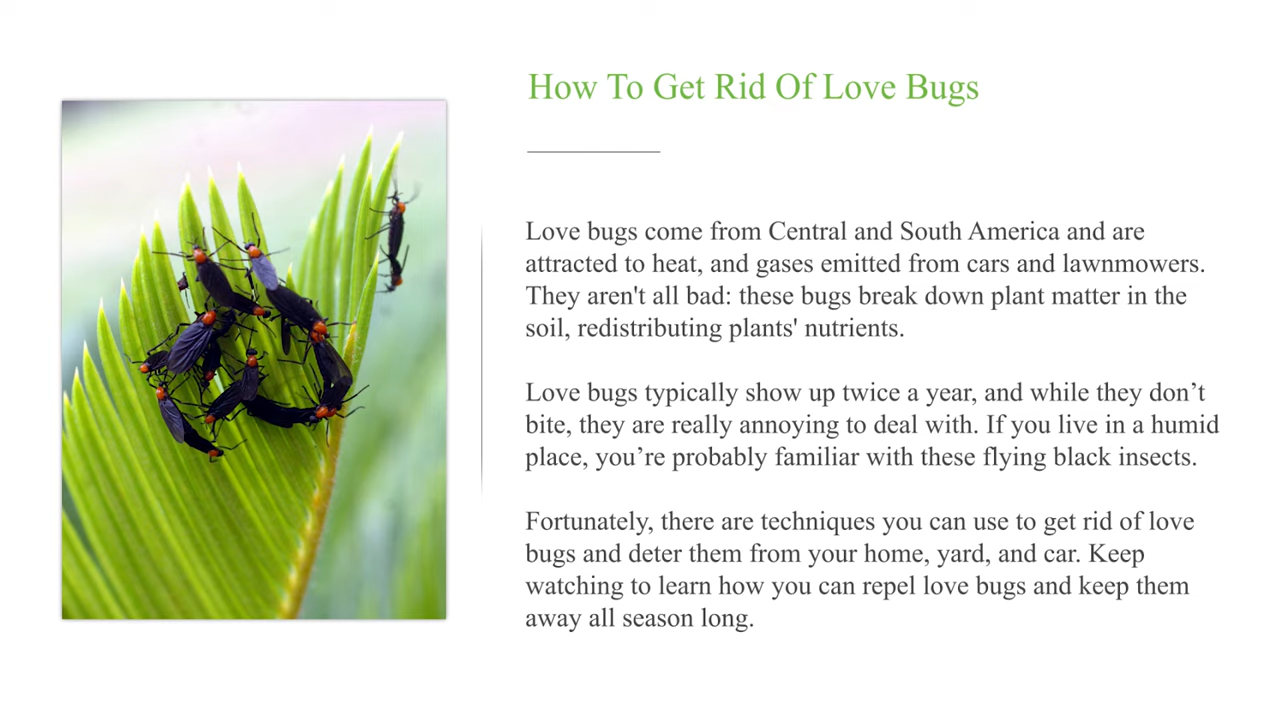 How To Get Rid Of Love Bugs
Love bugs come from Central and South America and are
attracted to heat, and gases emitted from cars and lawnmowers.
They aren't all bad: these bugs break down plant matter in the
soil, redistributing plants' nutrients.
Love bugs typically show up twice a year, and while they don’t
bite, they are really annoying to deal with. If you live in a humid
place, you’re probably familiar with these flying black insects.
Fortunately, there are techniques you can use to get rid of love
bugs and deter them from your home, yard, and car. Keep
watching to learn how you can repel love bugs and keep them
away all season long.